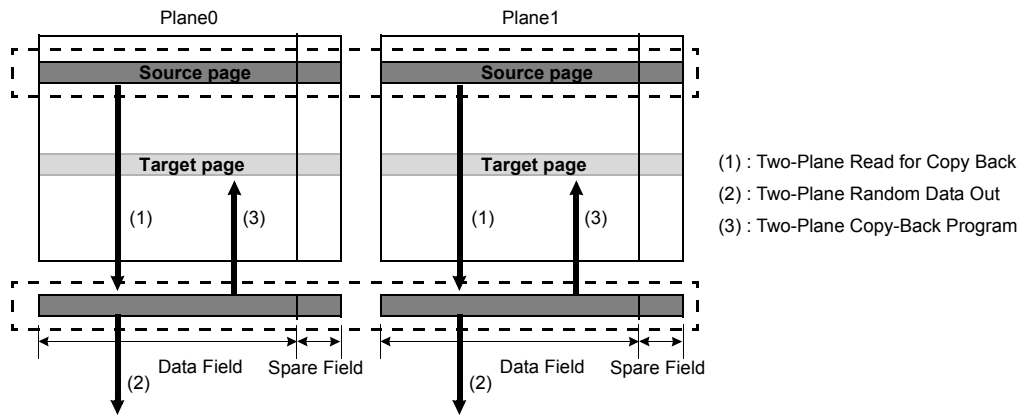 Plane0 Plane1
Source page Source page
Target page Target page
(1) : Two-Plane Read for Copy Back
(2) : Two-Plane Random Data Out
(3) : Two-Plane Copy-Back Program
(1) (3) (1) (3)
Data Field Spare Field Data Field Spare Field
(2) (2)